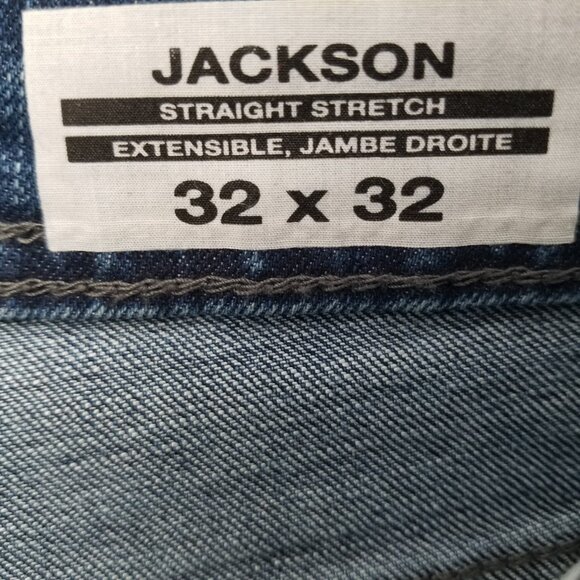 JACKSON
STRAIGHT STRETCH
EXTENSIBLE, JAMBE DROITE
32 x 32